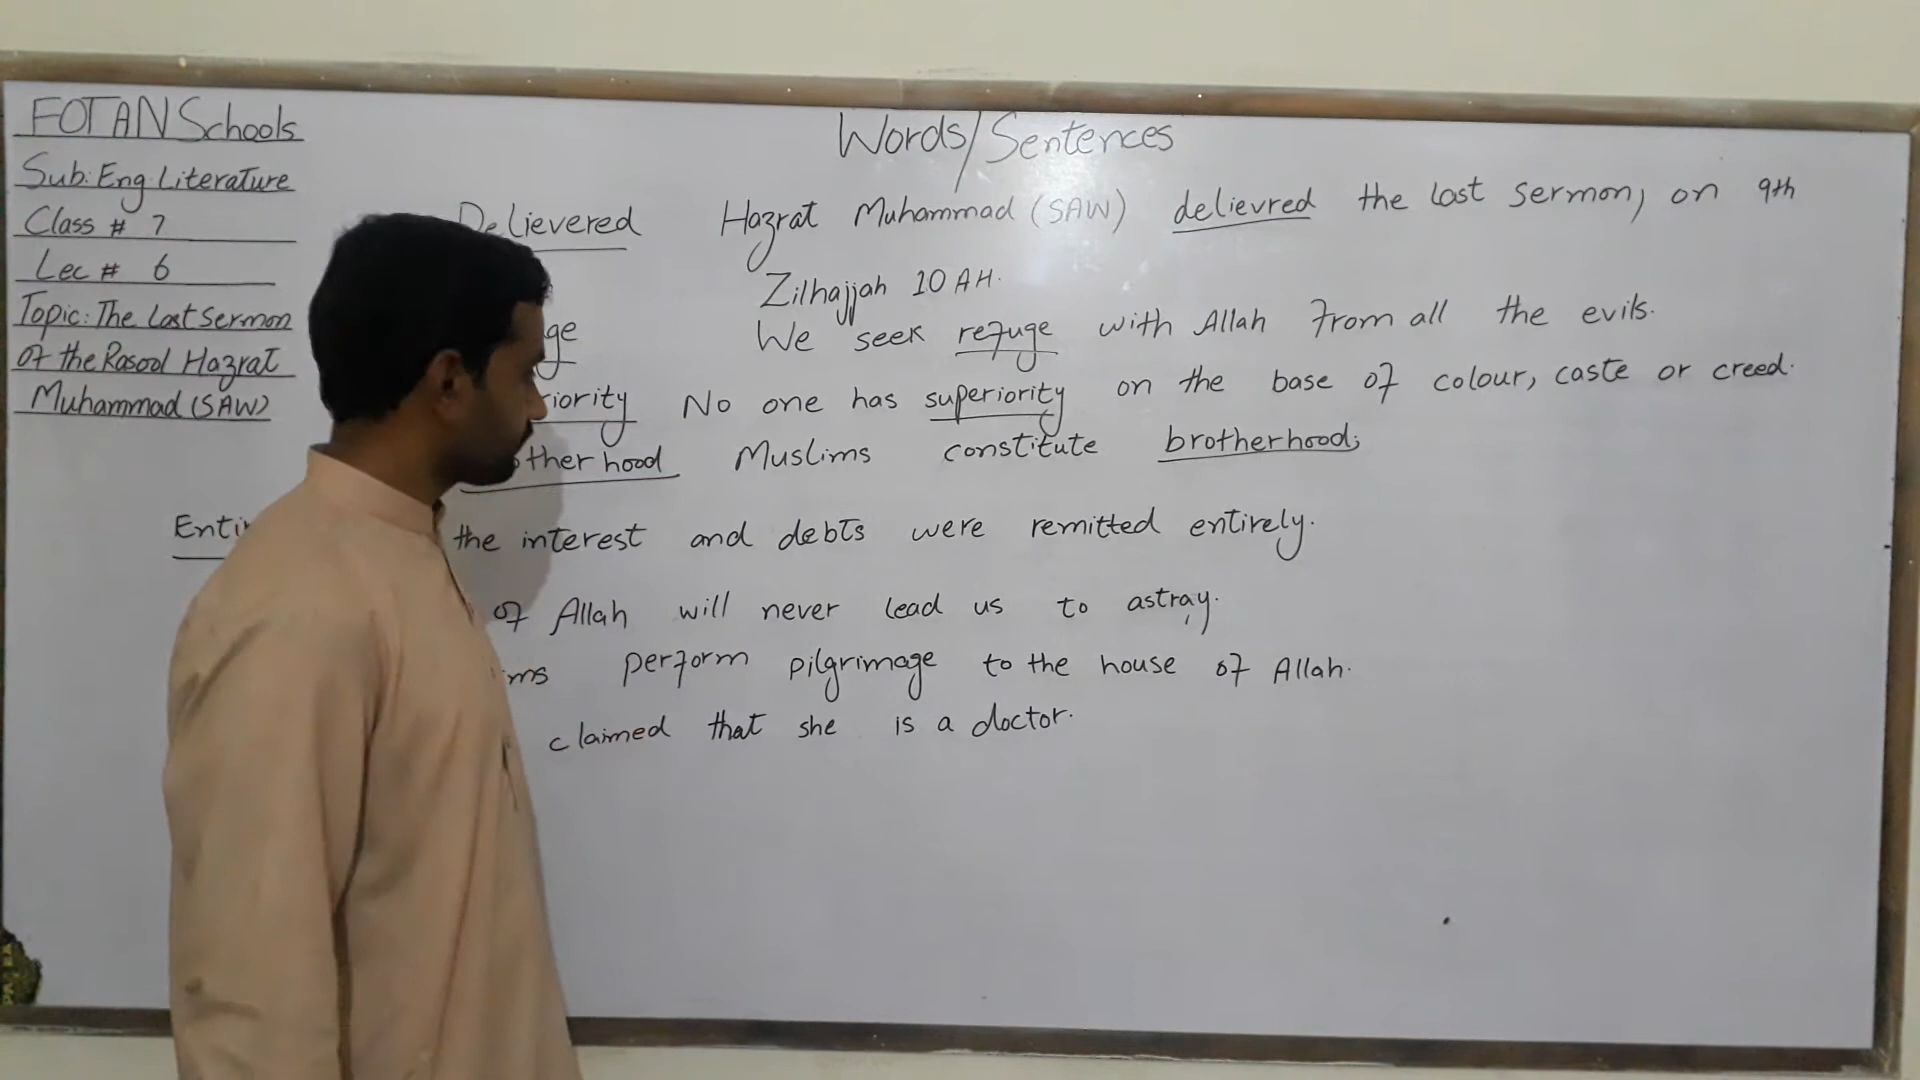 FOTAN Schools
Sub: Eng Literature
Class # 7
Lec # 6
Topic: The Last Sermon
of the Rasool Hazrat
Muhammad (SAW)
Words/Sentences
Delievered Hazrat Muhammad (SAW) delievred the last sermon, on 9th
Zilhajjah 10 AH.
We seek refuge with Allah from all the evils.
No one has superiority on the base of colour, caste or creed.
Muslims constitute brotherhood;
the interest and debts were remitted entirely.
of Allah will never lead us to astray.
perform pilgrimage to the house of Allah.
claimed that she is a doctor.